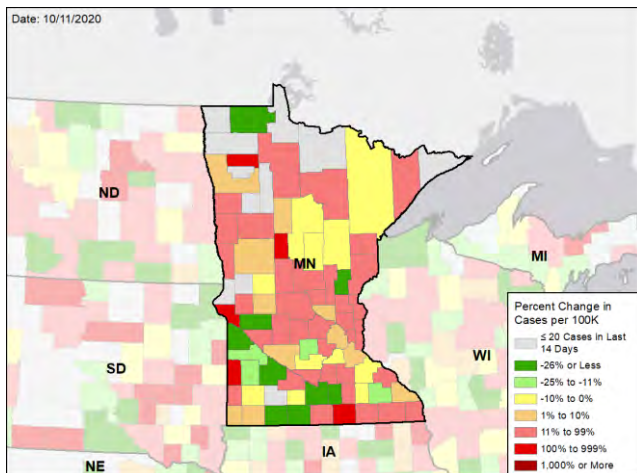 Date: 10/11/2020
ND
MN
MI
SD
WI
NE
IA
Percent Change in
Cases per 100K
≤ 20 Cases in Last
14 Days
-26% or Less
-25% to -11%
-10% to 0%
1% to 10%
11% to 99%
100% to 999%
1,000% or More